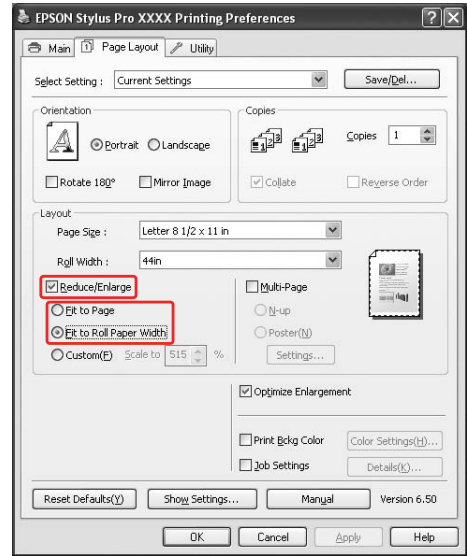 EPSON Stylus Pro XXXX Printing Preferences
Main Page Layout Utility
Select Setting : Current Settings Save/Del...
Orientation
Portrait Landscape
Rotate 180° Mirror Image
Copies
Copies 1
Collate Reverse Order
Layout
Page Size : Letter 8 1/2 x 11 in
Roll Width : 44in
Reduce/Enlarge
Fit to Page
Fit to Roll Paper Width
Custom(F) Scale to 515 %
Multi-Page
N-up
Poster(N)
Settings...
Optimize Enlargement
Print Bckg Color Color Settings(H)...
Job Settings Details(K)...
Reset Defaults(Y) Show Settings... Manual Version 6.50
OK Cancel Apply Help